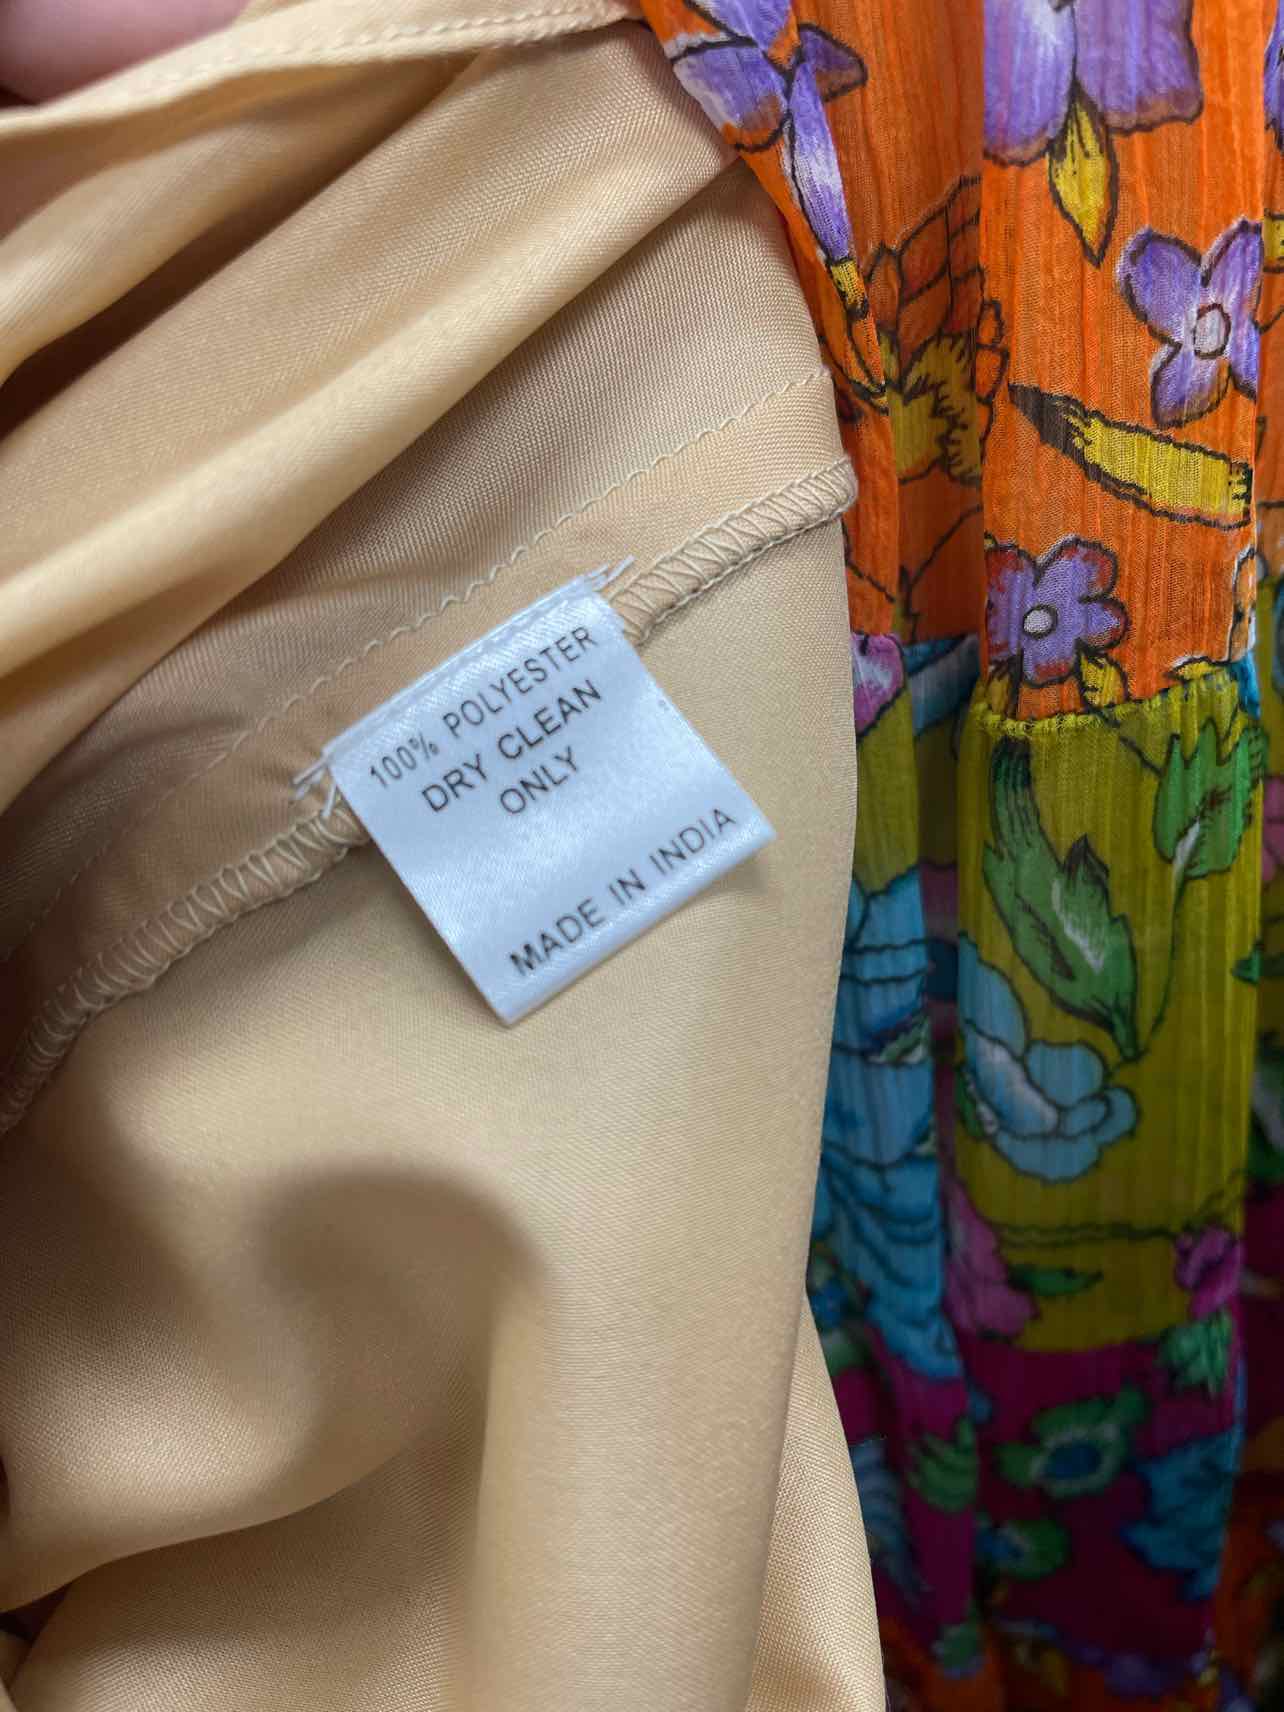 100% POLYESTER
DRY CLEAN
ONLY
MADE IN INDIA